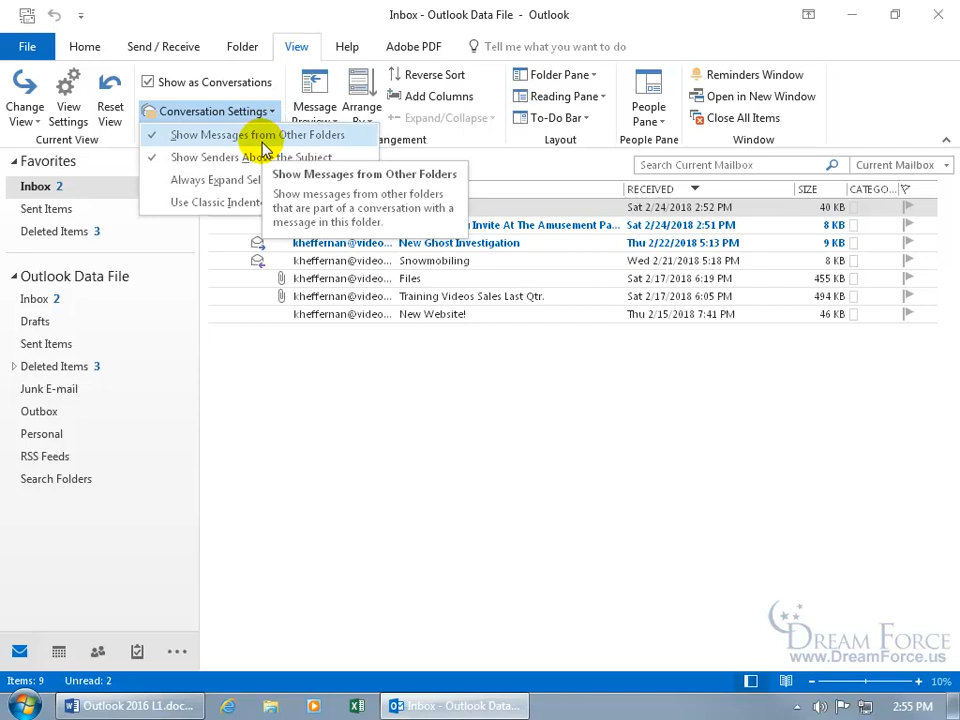 Inbox - Outlook Data File - Outlook
File Home Send / Receive Folder View Help Adobe PDF Tell me what you want to do
Change View
View Settings
Reset View
Current View
Show as Conversations
Conversation Settings
Show Messages from Other Folders
Show Senders Above the Subject
Always Expand Sel
Use Classic Indente
Show Messages from Other Folders
Show messages from other folders
that are part of a conversation with a
message in this folder.
Message Preview
Arrange By
Reverse Sort
Add Columns
Expand/Collapse
Folder Pane
Reading Pane
To-Do Bar
Layout
People Pane
People Pane
Reminders Window
Open in New Window
Close All Items
Window
Search Current Mailbox Current Mailbox
RECEIVED SIZE CATEGO...
Sat 2/24/2018 2:52 PM 40 KB
Invite At The Amusement Pa... Sat 2/24/2018 2:51 PM 8 KB
kheffernan@video... New Ghost Investigation Thu 2/22/2018 5:13 PM 9 KB
kheffernan@video... Snowmobiling Wed 2/21/2018 5:18 PM 8 KB
kheffernan@video... Files Sat 2/17/2018 6:19 PM 455 KB
kheffernan@video... Training Videos Sales Last Qtr. Sat 2/17/2018 6:05 PM 494 KB
kheffernan@video... New Website! Thu 2/15/2018 7:41 PM 46 KB
Favorites
Inbox 2
Sent Items
Deleted Items 3
Outlook Data File
Inbox 2
Drafts
Sent Items
Deleted Items 3
Junk E-mail
Outbox
Personal
RSS Feeds
Search Folders
DREAM FORCE
www.DreamForce.us
Items: 9 Unread: 2 10%
Outlook 2016 L1.doc... Inbox - Outlook Data... 2:55 PM